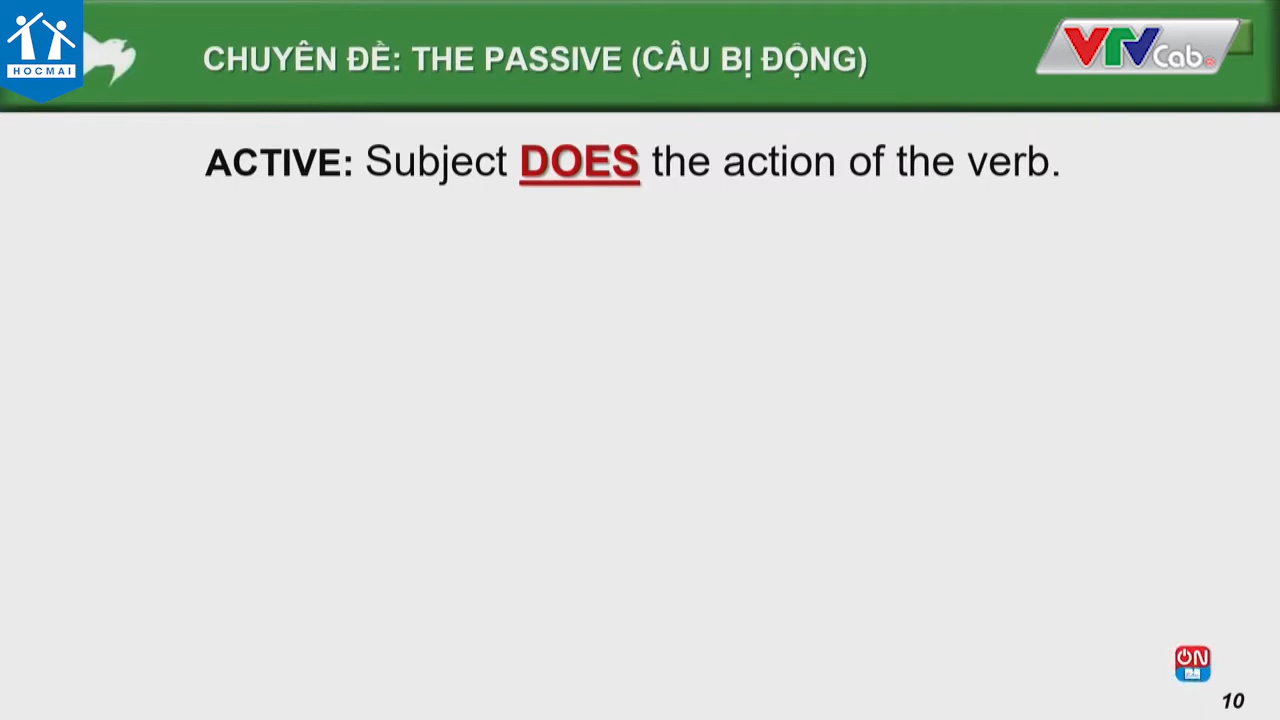 HOCMAI
CHUYÊN ĐỀ: THE PASSIVE (CÂU BỊ ĐỘNG)
VTVCab
ACTIVE: Subject DOES the action of the verb.
ON
10